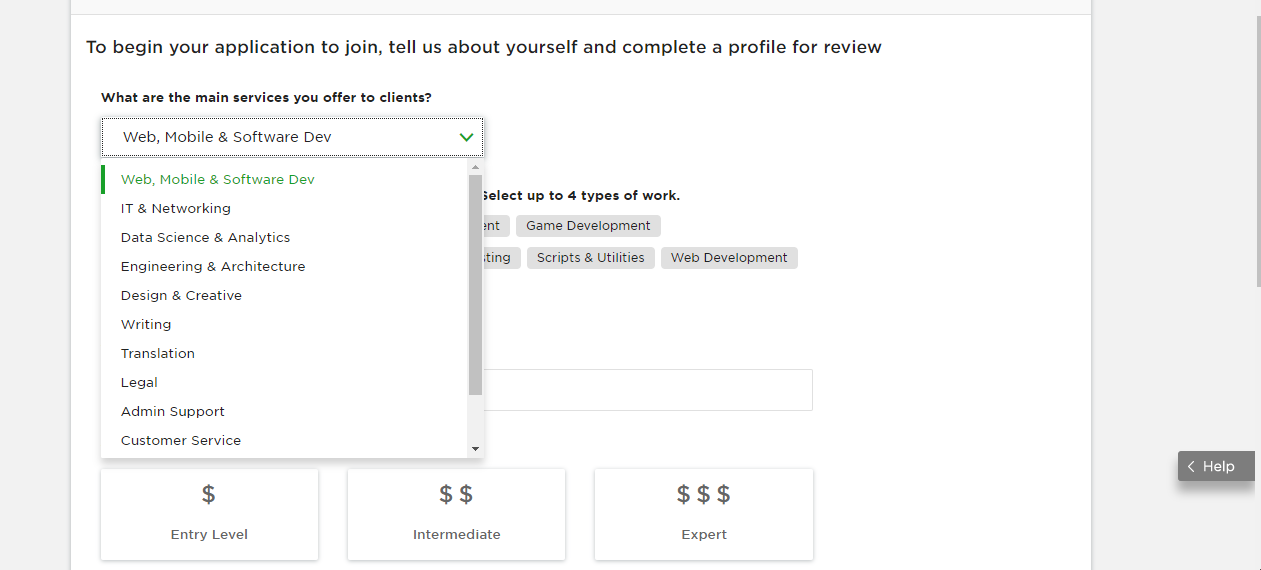 To begin your application to join, tell us about yourself and complete a profile for review
What are the main services you offer to clients?
Web, Mobile & Software Dev
Web, Mobile & Software Dev
IT & Networking
Data Science & Analytics
Engineering & Architecture
Design & Creative
Writing
Translation
Legal
Admin Support
Customer Service
Select up to 4 types of work.
Game Development
Scripts & Utilities Web Development
$ $ $ $ $ $
Entry Level Intermediate Expert
Help